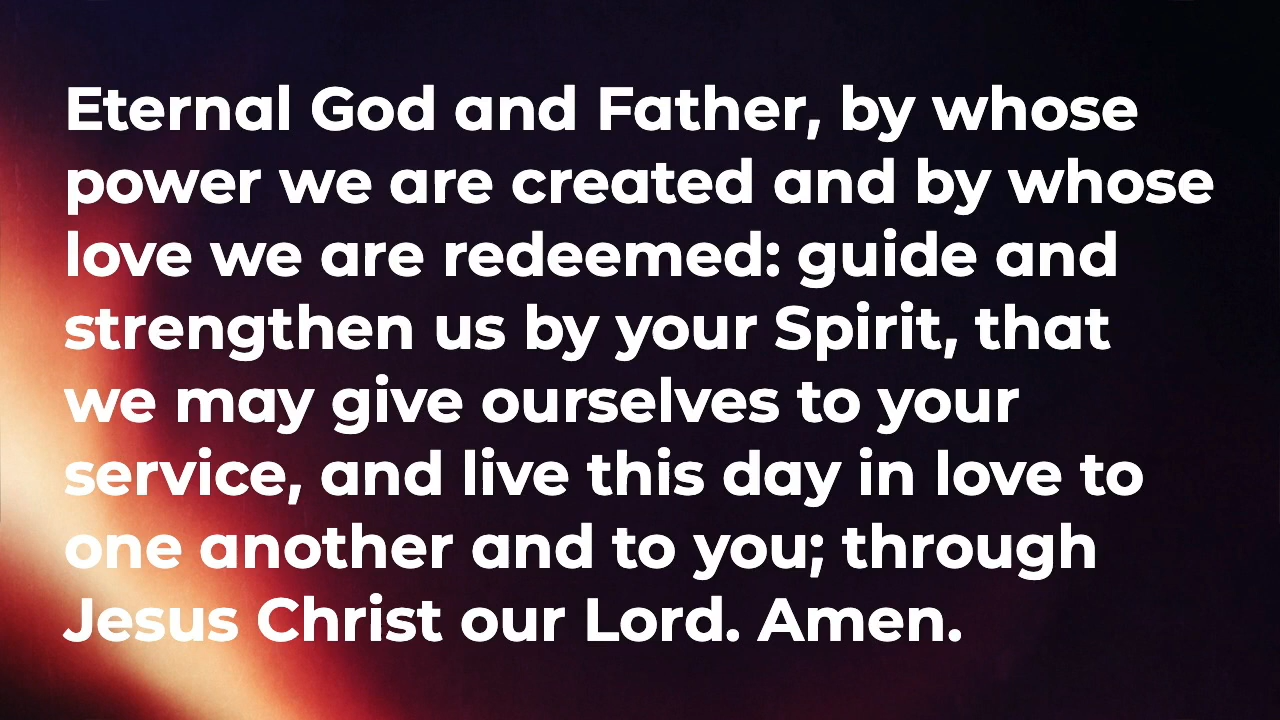 Eternal God and Father, by whose
power we are created and by whose
love we are redeemed: guide and
strengthen us by your Spirit, that
we may give ourselves to your
service, and live this day in love to
one another and to you; through
Jesus Christ our Lord. Amen.